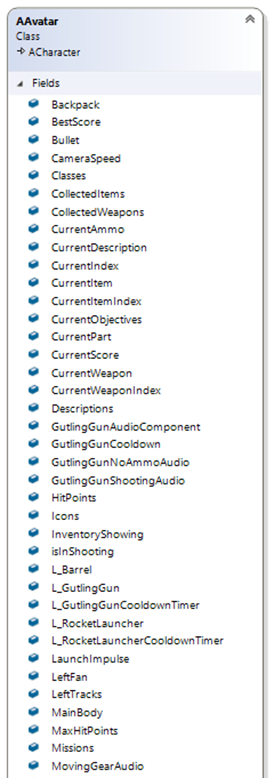 AAvatar
Class
ACharacter
Fields
Backpack
BestScore
Bullet
CameraSpeed
Classes
CollectedItems
CollectedWeapons
CurrentAmmo
CurrentDescription
CurrentIndex
CurrentItem
CurrentItemIndex
CurrentObjectives
CurrentPart
CurrentScore
CurrentWeapon
CurrentWeaponIndex
Descriptions
GutlingGunAudioComponent
GutlingGunCooldown
GutlingGunNoAmmoAudio
GutlingGunShootingAudio
HitPoints
Icons
InventoryShowing
isInShooting
L_Barrel
L_GutlingGun
L_GutlingGunCooldownTimer
L_RocketLauncher
L_RocketLauncherCooldownTimer
LaunchImpulse
LeftFan
LeftTracks
MainBody
MaxHitPoints
Missions
MovingGearAudio